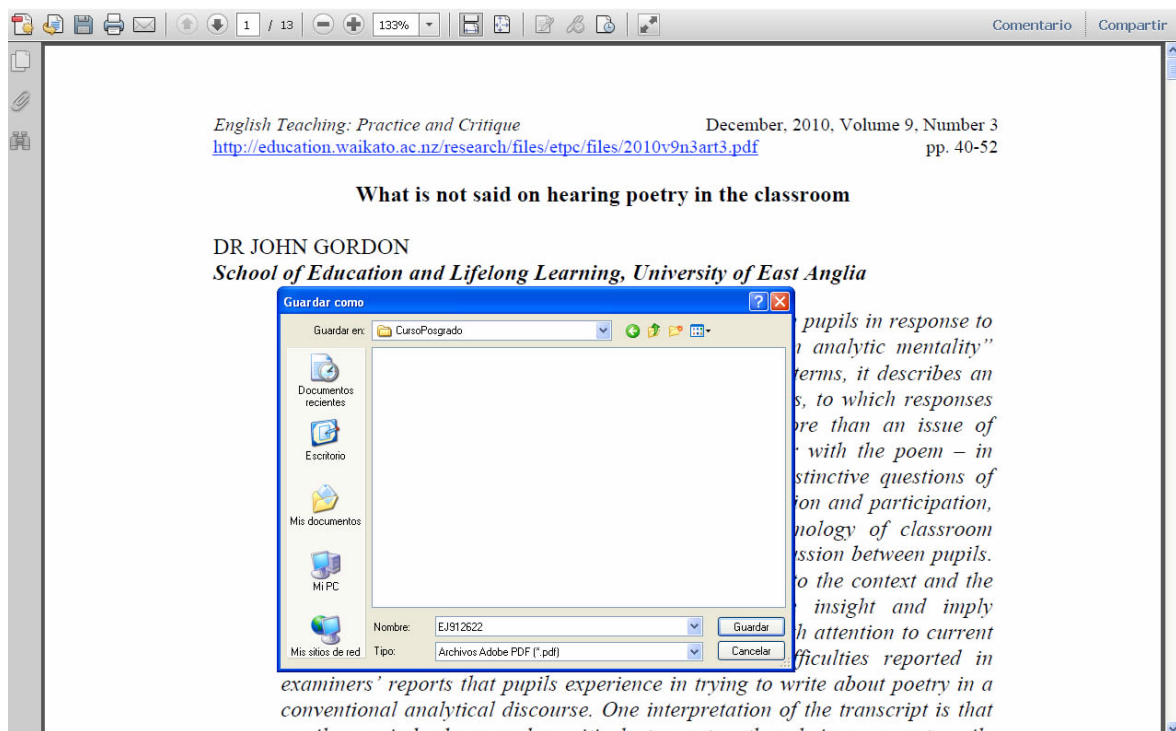 1 / 13 133% Comentario Compartir
English Teaching: Practice and Critique December, 2010, Volume 9, Number 3
http://education.waikato.ac.nz/research/files/etpc/files/2010v9n3art3.pdf pp. 40-52
What is not said on hearing poetry in the classroom
DR JOHN GORDON
School of Education and Lifelong Learning, University of East Anglia
Guardar como
Guardar en: CursoPosgrado
Documentos
recientes
Escritorio
Mis documentos
Mi PC
Mis sitios de red
Nombre: EJ912622 Guardar
Tipo: Archivos Adobe PDF (*.pdf) Cancelar
pupils in response to
analytic mentality”
terms, it describes an
to which responses
than an issue of
with the poem – in
questions of
and participation,
of classroom
between pupils.
to the context and the
insight and imply
attention to current
reported in
examiners’ reports that pupils experience in trying to write about poetry in a
conventional analytical discourse. One interpretation of the transcript is that